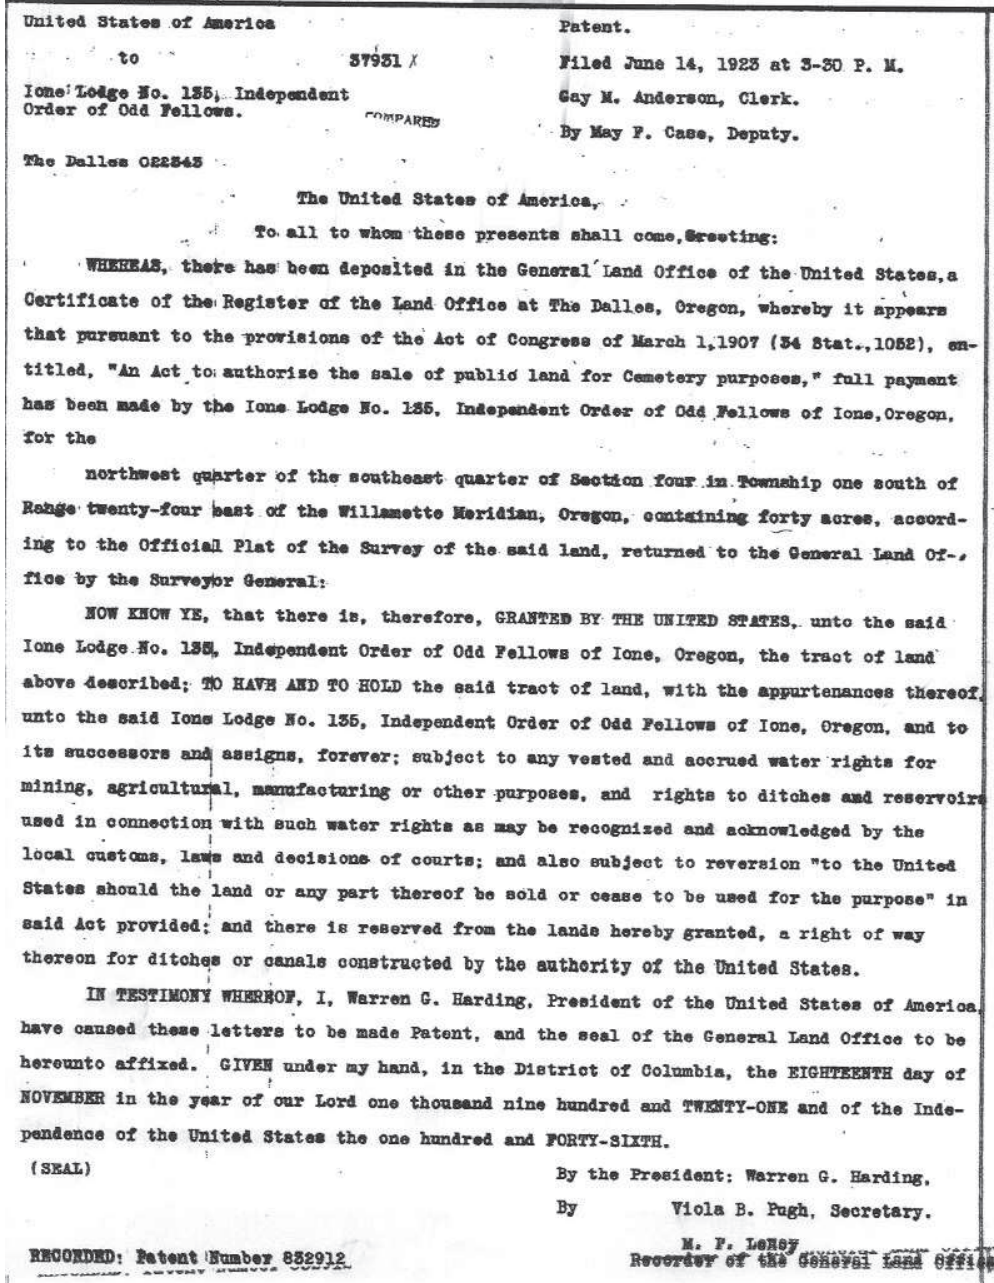 United States of America
Patent.
to
37931 X
Filed June 14, 1923 at 3-30 P. M.
Ione Lodge No. 135, Independent
Order of Odd Fellows.
COMPARED
Gay M. Anderson, Clerk.
By May F. Case, Deputy.
The Dalles 022343
The United States of America,
To all to whom these presents shall come, Greeting:
WHEREAS, there has been deposited in the General Land Office of the United States, a
Certificate of the Register of the Land Office at The Dalles, Oregon, whereby it appears
that pursuant to the provisions of the Act of Congress of March 1, 1907 (34 Stat., 1052), en-
titled, "An Act to authorize the sale of public land for Cemetery purposes," full payment
has been made by the Ione Lodge No. 135, Independent Order of Odd Fellows of Ione, Oregon,
for the
northwest quarter of the southeast quarter of Section four in Township one south of
Range twenty-four east of the Willamette Meridian, Oregon, containing forty acres, accord-
ing to the Official Plat of the Survey of the said land, returned to the General Land Of-
fice by the Surveyor General:
NOW KNOW YE, that there is, therefore, GRANTED BY THE UNITED STATES, unto the said
Ione Lodge No. 135, Independent Order of Odd Fellows of Ione, Oregon, the tract of land
above described; TO HAVE AND TO HOLD the said tract of land, with the appurtenances thereof,
unto the said Ione Lodge No. 135, Independent Order of Odd Fellows of Ione, Oregon, and to
its successors and assigns, forever; subject to any vested and accrued water rights for
mining, agricultural, manufacturing or other purposes, and rights to ditches and reservoirs
used in connection with such water rights as may be recognized and acknowledged by the
local customs, laws and decisions of courts; and also subject to reversion "to the United
States should the land or any part thereof be sold or cease to be used for the purpose" in
said Act provided; and there is reserved from the lands hereby granted, a right of way
thereon for ditches or canals constructed by the authority of the United States.
IN TESTIMONY WHEREOF, I, Warren G. Harding, President of the United States of America,
have caused these letters to be made Patent, and the seal of the General Land Office to be
hereunto affixed. GIVEN under my hand, in the District of Columbia, the EIGHTEENTH day of
NOVEMBER in the year of our Lord one thousand nine hundred and TWENTY-ONE and of the Inde-
pendence of the United States the one hundred and FORTY-SIXTH.
(SEAL)
By the President: Warren G. Harding.
By Viola B. Pugh, Secretary.
M. P. LeRoy
RECORDED: Patent Number 832912
Recorder of the General Land Office